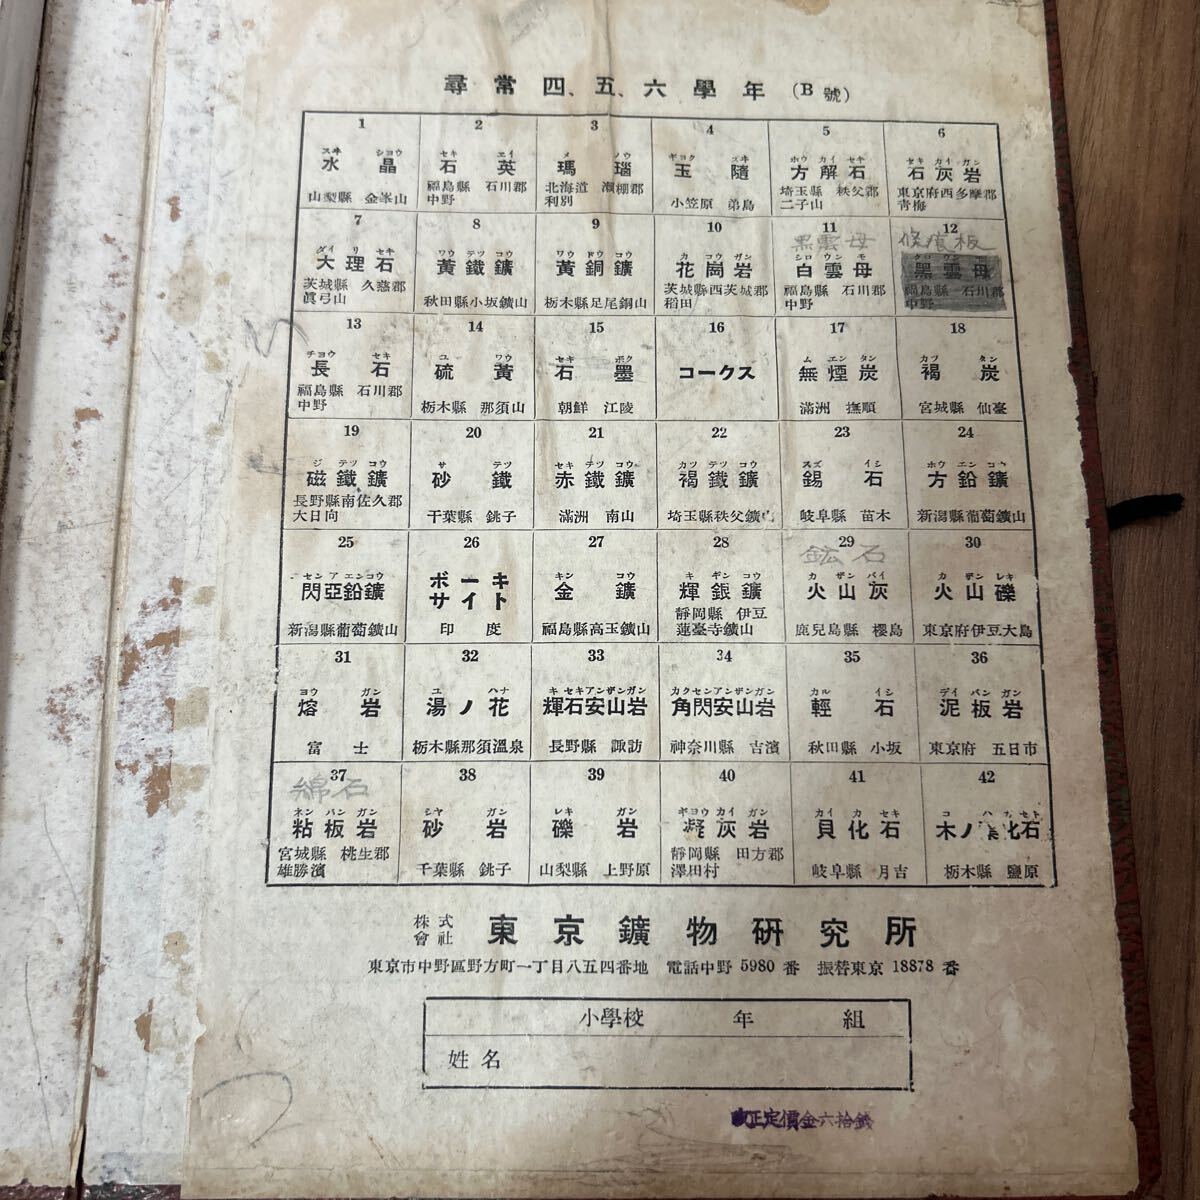 尋常四、五、六學年（B號）
1
スヰ シヨウ
水晶
山梨縣 金峯山
2
セキ エイ
石英
福島縣 石川郡
中野
3
メ ノウ
瑪瑙
北海道 瀬棚郡
利別
4
ギヨク ズヰ
玉隨
小笠原 弟島
5
ホウ カイ セキ
方解石
埼玉縣 秩父郡
二子山
6
セキ カイ ガン
石灰岩
東京府西多摩郡
青梅
7
ダイ リ セキ
大理石
茨城縣 久慈郡
眞弓山
8
ワウ テツ コウ
黃鐵鑛
秋田縣小坂鑛山
9
ワウ ドウ コウ
黃銅鑛
栃木縣足尾銅山
10
カ コウ ガン
花崗岩
茨城縣西茨城郡
稻田
11
黒雲母
シロ ウン モ
白雲母
福島縣 石川郡
中野
12
条痕板
クロ ウン モ
黑雲母
福島縣 石川郡
中野
13
チヨウ セキ
長石
福島縣 石川郡
中野
14
ユ ワウ
硫黃
栃木縣 那須山
15
セキ ボク
石墨
朝鮮 江陵
16
コークス
17
ム エン タン
無煙炭
滿洲 撫順
18
カツ タン
褐炭
宮城縣 仙臺
19
ジ テツ コウ
磁鐵鑛
長野縣南佐久郡
大日向
20
サ テツ
砂鐵
千葉縣 銚子
21
セキ テツ コウ
赤鐵鑛
滿洲 南山
22
カツ テツ コウ
褐鐵鑛
埼玉縣秩父鑛山
23
スズ イシ
錫石
岐阜縣 苗木
24
ホウ エン コウ
方鉛鑛
新潟縣葡萄鑛山
25
セン ア エンコウ
閃亞鉛鑛
新潟縣葡萄鑛山
26
ボーキ
サイト
印度
27
キン コウ
金鑛
福島縣高玉鑛山
28
キ ギン コウ
輝銀鑛
靜岡縣 伊豆
蓮臺寺鑛山
29
鉱石
カ ザン バイ
火山灰
鹿兒島縣 櫻島
30
カ ザン レキ
火山礫
東京府伊豆大島
31
ヨウ ガン
熔岩
富士
32
ユ ハナ
湯ノ花
栃木縣那須溫泉
33
キ セキアンザンガン
輝石安山岩
長野縣 諏訪
34
カクセンアンザンガン
角閃安山岩
神奈川縣 吉濱
35
カル イシ
輕石
秋田縣 小坂
36
デイ バン ガン
泥板岩
東京府 五日市
37
綿石
ネン バン ガン
粘板岩
宮城縣 桃生郡
雄勝濱
38
シヤ ガン
砂岩
千葉縣 銚子
39
レキ ガン
礫岩
山梨縣 上野原
40
ギヨウ カイ ガン
凝灰岩
靜岡縣 田方郡
澤田村
41
カイ カ セキ
貝化石
岐阜縣 月吉
42
木ノ葉化石
栃木縣 鹽原
株式會社 東京鑛物研究所
東京市中野區野方町一丁目八五四番地 電話中野 5980 番 振替東京 18878 番
小學校 年 組
姓名
改正定價金六拾錢